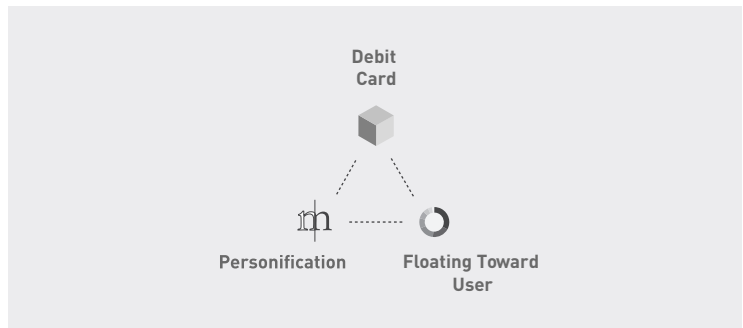 Debit
Card
m
Personification
Floating Toward
User